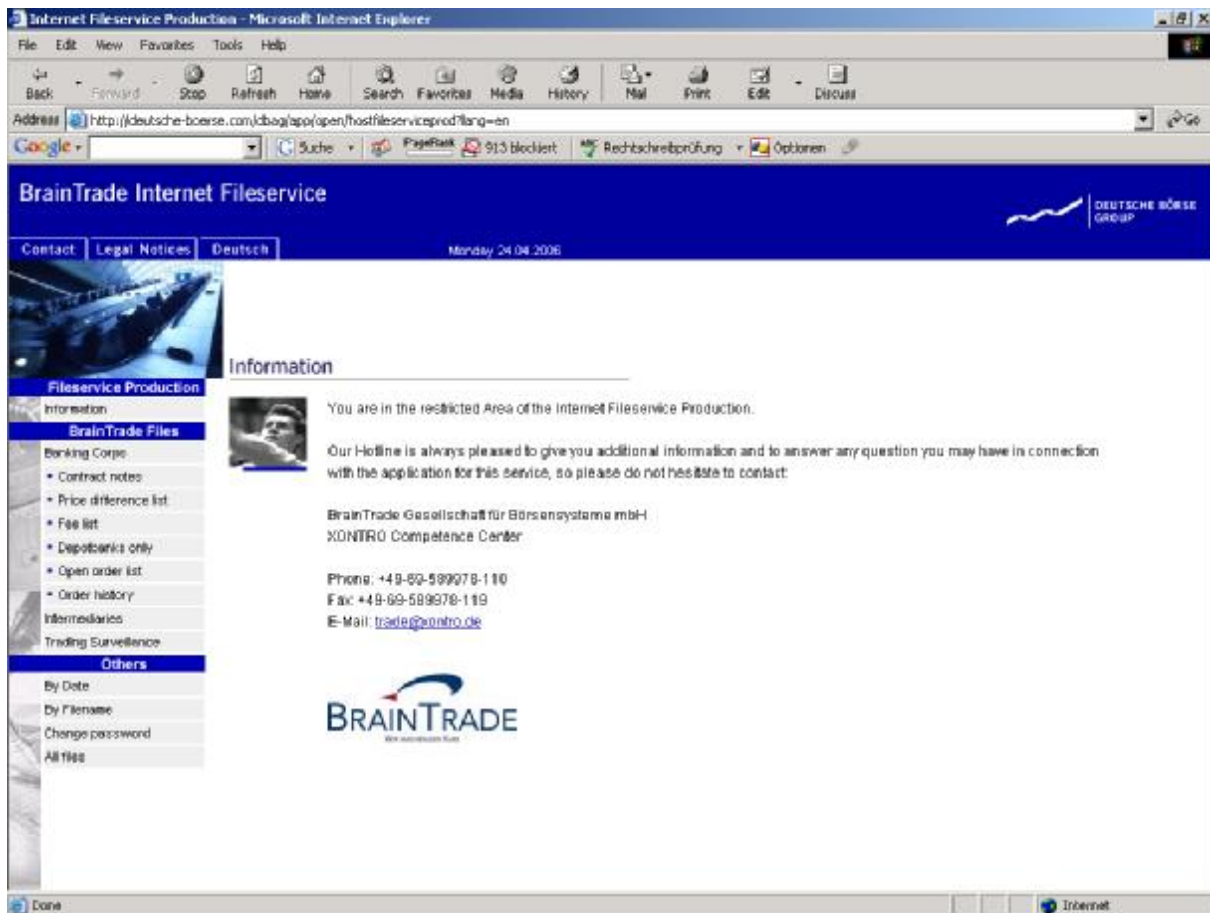 Internet Fileservice Production - Microsoft Internet Explorer
File Edit View Favorites Tools Help
Back Forward Stop Refresh Home Search Favorites Media History Mail Print Edit Discuss
Address http://deutsche-boerse.com/dbag/app/open/hostfileserviceprod?lang=en Go
Google Suche PageRank 913 blockiert Rechtschreibprüfung Optionen
BrainTrade Internet Fileservice
DEUTSCHE BÖRSE
GROUP
Contact Legal Notices Deutsch Monday 24.04.2006
Information
Fileservice Production
Information
BrainTrade Files
Banking Corps
Contract notes
Price difference list
Fee list
Depotbanks only
Open order list
Order history
Intermediaries
Trading Surveillance
Others
By Date
By Filename
Change password
All files
You are in the restricted Area of the Internet Fileservice Production.
Our Hotline is always pleased to give you additional information and to answer any question you may have in connection
with the application for this service, so please do not hesitate to contact:
BrainTrade Gesellschaft für Börsensysteme mbH
XONTRO Competence Center
Phone: +49-69-589978-110
Fax: +49-69-589978-119
E-Mail: trade@xontro.de
BRAINTRADE
Done
Internet